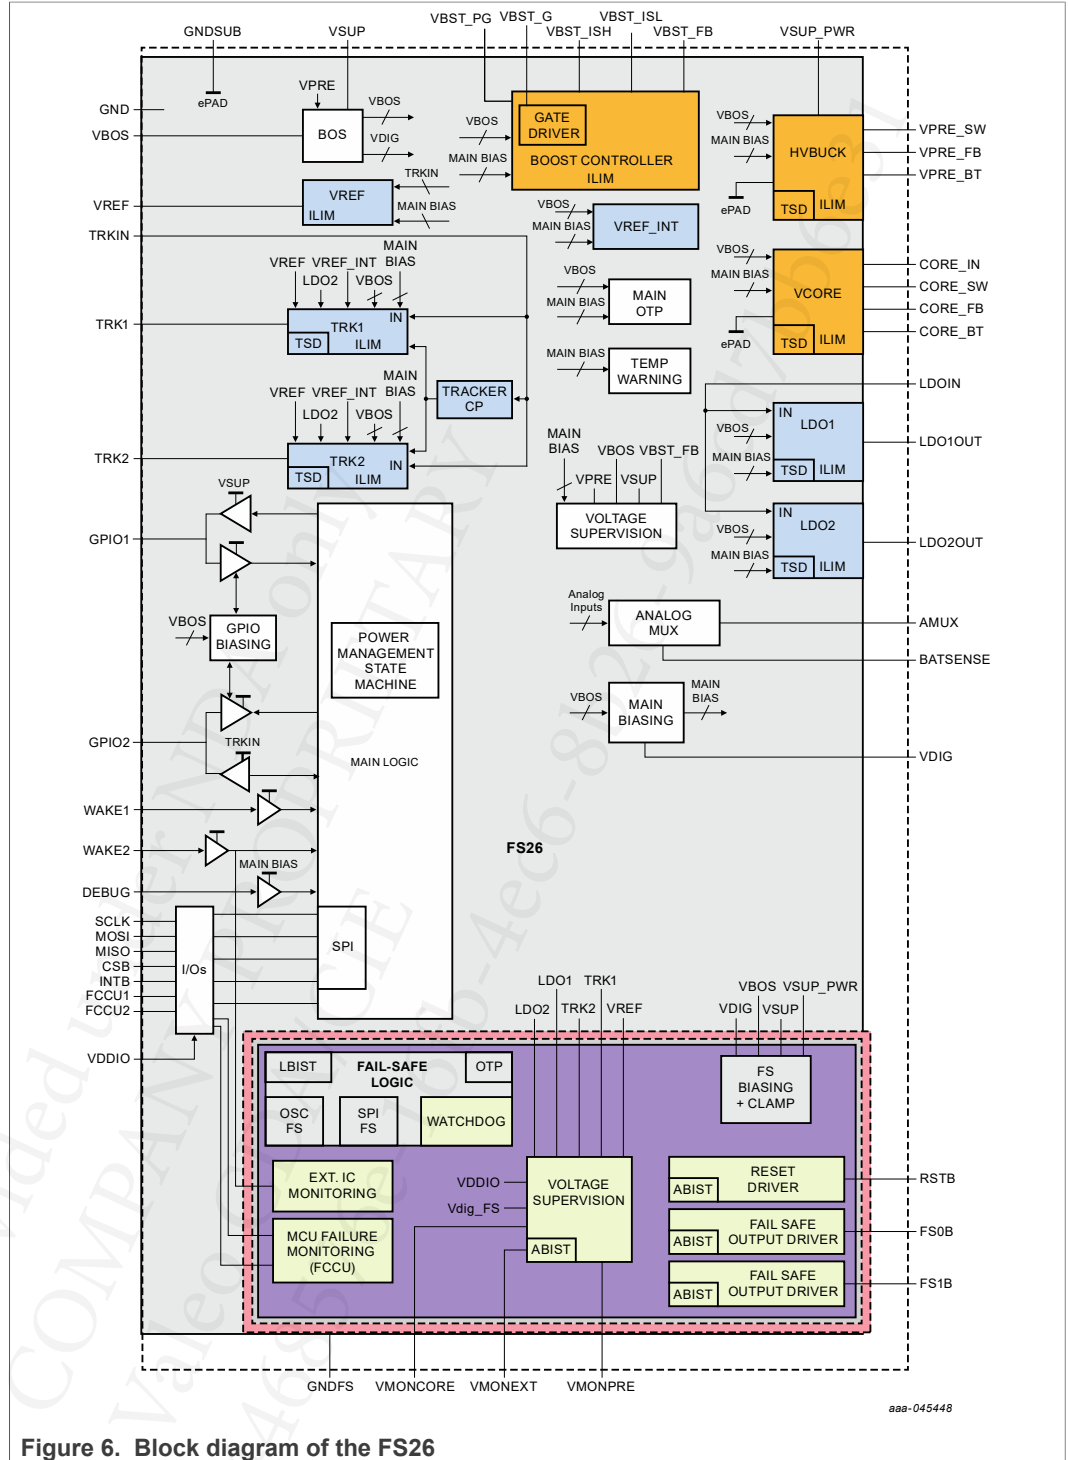 VBST_PG
VBST_G
VBST_ISH
VBST_ISL
VBST_FB
GNDSUB
VSUP
VSUP_PWR
ePAD
VPRE
VBOS
VDIG
BOS
GND
VBOS
VREF
TRKIN
TRK1
TRK2
GPIO1
GPIO2
WAKE1
WAKE2
DEBUG
SCLK
MOSI
MISO
CSB
INTB
FCCU1
FCCU2
VDDIO
VREF
ILIM
TRKIN
MAIN BIAS
VBOS
MAIN BIAS
GATE
DRIVER
BOOST CONTROLLER
ILIM
VBOS
MAIN BIAS
HVBUCK
ePAD
TSD
ILIM
VPRE_SW
VPRE_FB
VPRE_BT
VBOS
MAIN BIAS
VREF_INT
VREF
VREF_INT
MAIN
BIAS
LDO2
VBOS
IN
TRK1
TSD
ILIM
VBOS
MAIN BIAS
MAIN
OTP
VBOS
MAIN BIAS
VCORE
ePAD
TSD
ILIM
CORE_IN
CORE_SW
CORE_FB
CORE_BT
MAIN BIAS
TEMP
WARNING
VREF
VREF_INT
MAIN
BIAS
LDO2
VBOS
TRK2
IN
TSD
ILIM
TRACKER
CP
LDOIN
IN
LDO1
VBOS
MAIN BIAS
TSD
ILIM
LDO1OUT
MAIN
BIAS
VBOS
VBST_FB
VPRE
VSUP
VOLTAGE
SUPERVISION
IN
LDO2
VBOS
MAIN BIAS
TSD
ILIM
LDO2OUT
VSUP
VBOS
GPIO
BIASING
TRKIN
MAIN BIAS
POWER
MANAGEMENT
STATE
MACHINE
MAIN LOGIC
Analog
Inputs
ANALOG
MUX
AMUX
BATSENSE
VBOS
MAIN
BIASING
MAIN
BIAS
VDIG
FS26
I/Os
SPI
LDO1
TRK1
LDO2
TRK2
VREF
VBOS
VSUP_PWR
VDIG
VSUP
LBIST
FAIL-SAFE
LOGIC
OTP
OSC
FS
SPI
FS
WATCHDOG
FS
BIASING
+ CLAMP
EXT. IC
MONITORING
MCU FAILURE
MONITORING
(FCCU)
VDDIO
Vdig_FS
VOLTAGE
SUPERVISION
ABIST
RESET
DRIVER
ABIST
FAIL SAFE
OUTPUT DRIVER
ABIST
FAIL SAFE
OUTPUT DRIVER
ABIST
RSTB
FS0B
FS1B
GNDFS
VMONCORE
VMONEXT
VMONPRE
aaa-045448
Figure 6. Block diagram of the FS26